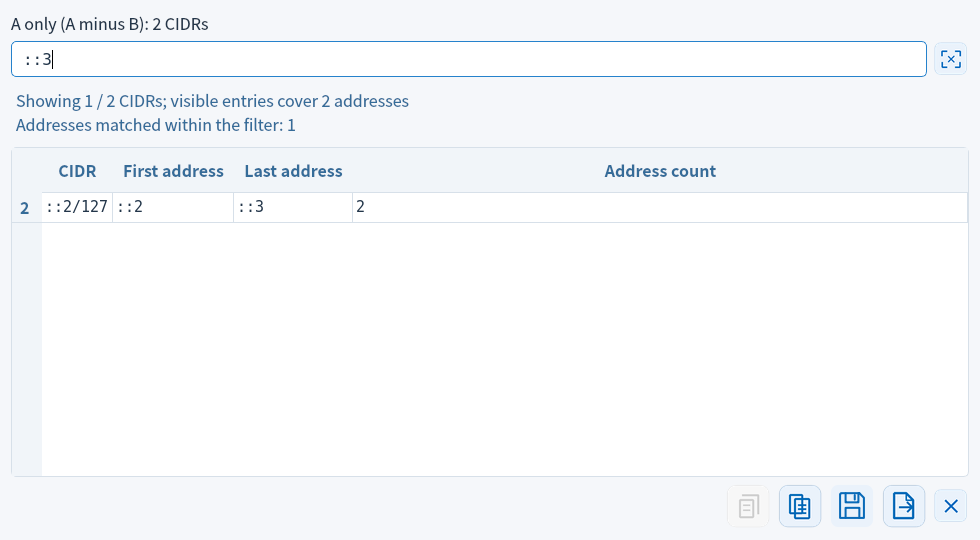 A only (A minus B): 2 CIDRs
::3
Showing 1 / 2 CIDRs; visible entries cover 2 addresses
Addresses matched within the filter: 1
CIDR First address Last address Address count
2 ::2/127 ::2 ::3 2